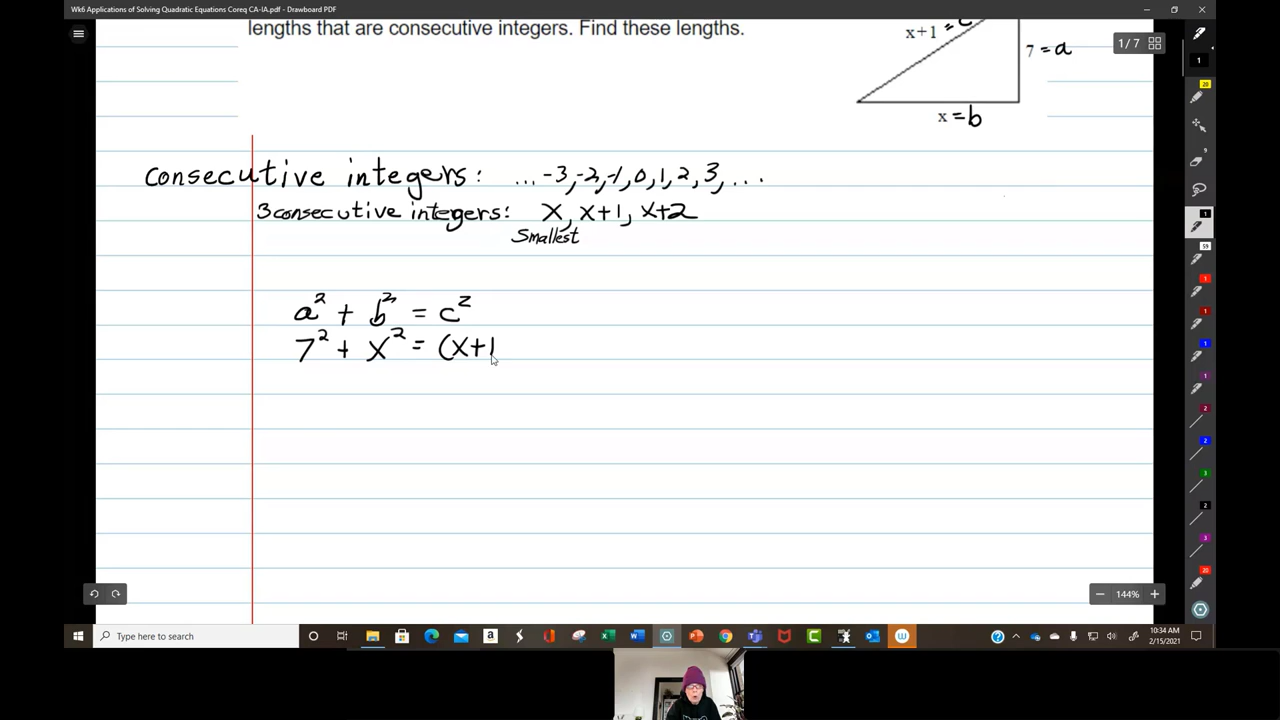 Wk6 Applications of Solving Quadratic Equations Coreq CA-IA.pdf - Drawboard PDF
lengths that are consecutive integers. Find these lengths.
x+1 = c
1/7
7 = a
x = b
consecutive integers: ... -3, -2, -1, 0, 1, 2, 3, ...
3 consecutive integers: x, x+1, x+2
Smallest
a² + b² = c²
7² + x² = (x+1
144%
Type here to search
10:34 AM
2/15/2021